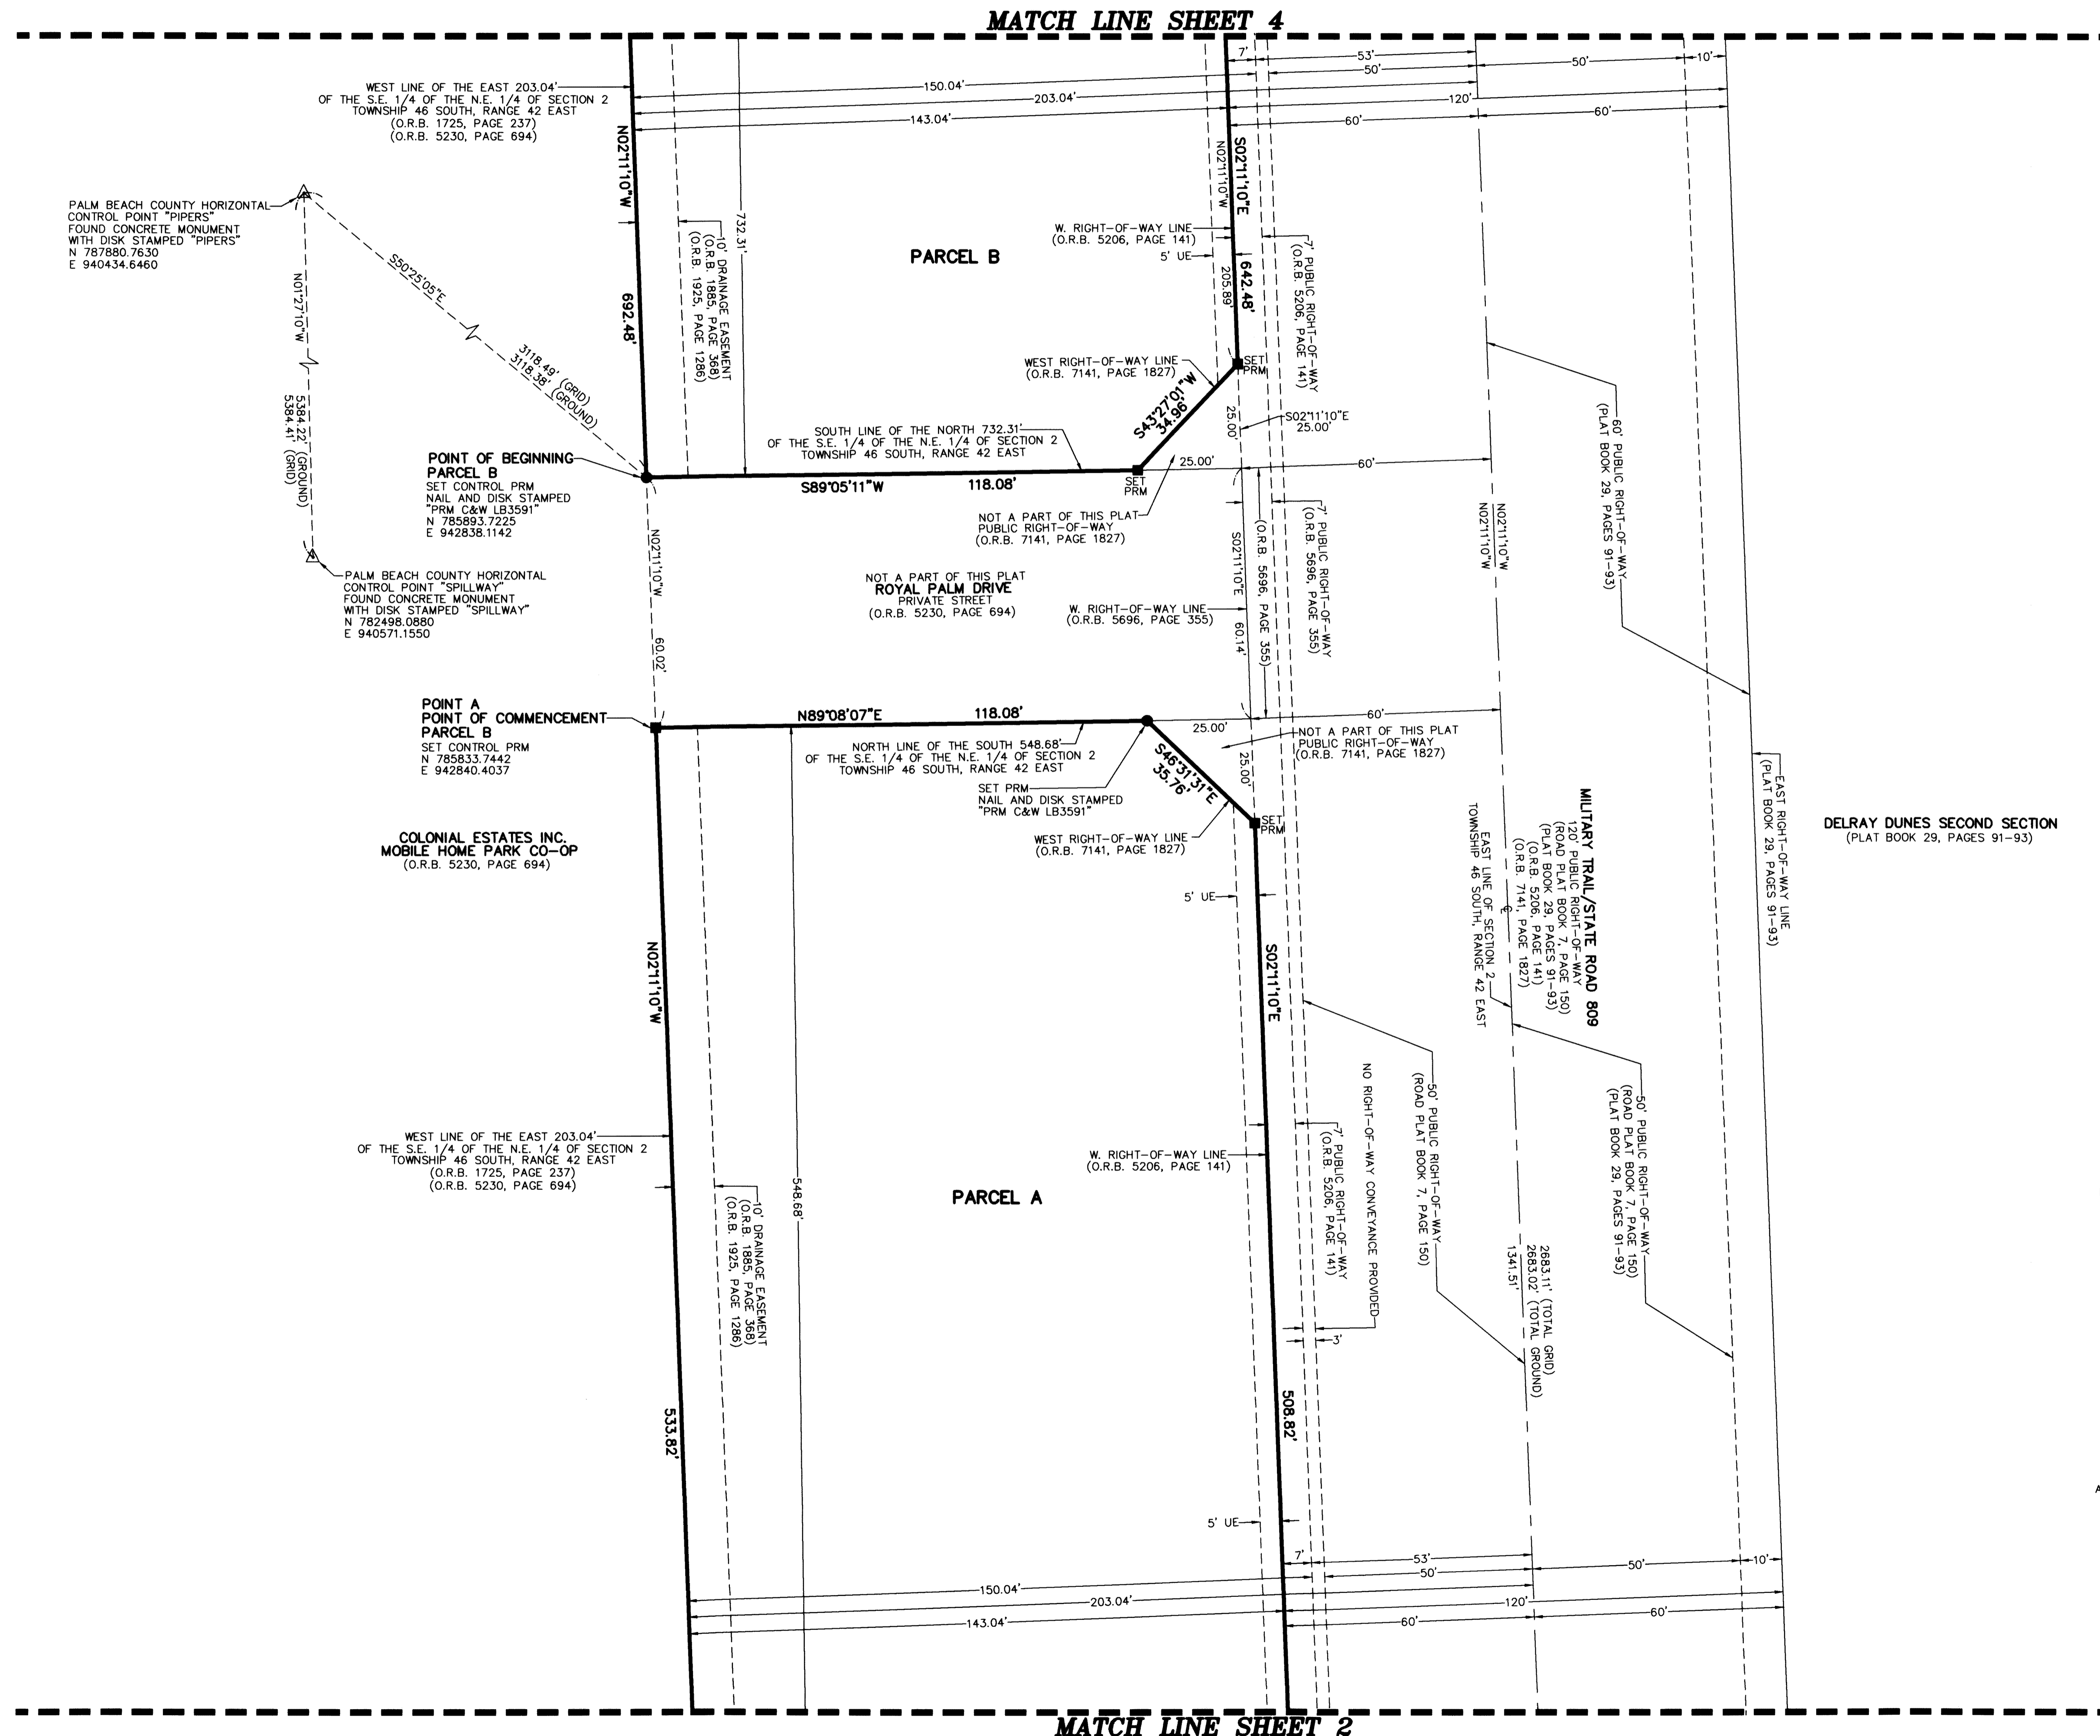 MATCH LINE SHEET 4
7'
53'
50'
50'
10'
150.04'
203.04'
120'
143.04'
60'
60'
WEST LINE OF THE EAST 203.04'
OF THE S.E. 1/4 OF THE N.E. 1/4 OF SECTION 2
TOWNSHIP 46 SOUTH, RANGE 42 EAST
(O.R.B. 1725, PAGE 237)
(O.R.B. 5230, PAGE 694)
PALM BEACH COUNTY HORIZONTAL
CONTROL POINT "PIPERS"
FOUND CONCRETE MONUMENT
WITH DISK STAMPED "PIPERS"
N 787880.7630
E 940434.6460
N01°27'10"W
5384.22' (GROUND)
5384.41' (GRID)
S50°25'05"E
3118.49' (GRID)
3118.38' (GROUND)
N02°11'10"W
692.48'
732.31'
10' DRAINAGE EASEMENT
(O.R.B. 1885, PAGE 368)
(O.R.B. 1925, PAGE 1286)
PARCEL B
S02°11'10"E
N02°11'10"W
W. RIGHT-OF-WAY LINE
(O.R.B. 5206, PAGE 141)
5' UE
642.48'
205.89'
7' PUBLIC RIGHT-OF-WAY
(O.R.B. 5206, PAGE 141)
WEST RIGHT-OF-WAY LINE
(O.R.B. 7141, PAGE 1827)
SET
PRM
S43°27'01"W
34.96'
25.00'
S02°11'10"E
25.00'
SOUTH LINE OF THE NORTH 732.31'
OF THE S.E. 1/4 OF THE N.E. 1/4 OF SECTION 2
TOWNSHIP 46 SOUTH, RANGE 42 EAST
POINT OF BEGINNING
PARCEL B
SET CONTROL PRM
NAIL AND DISK STAMPED
"PRM C&W LB3591"
N 785893.7225
E 942838.1142
S89°05'11"W
118.08'
SET
PRM
25.00'
60'
NOT A PART OF THIS PLAT
PUBLIC RIGHT-OF-WAY
(O.R.B. 7141, PAGE 1827)
60' PUBLIC RIGHT-OF-WAY
(PLAT BOOK 29, PAGES 91-93)
N02°11'10"W
N02°11'10"W
PALM BEACH COUNTY HORIZONTAL
CONTROL POINT "SPILLWAY"
FOUND CONCRETE MONUMENT
WITH DISK STAMPED "SPILLWAY"
N 782498.0880
E 940571.1550
N02°11'10"W
60.02'
NOT A PART OF THIS PLAT
ROYAL PALM DRIVE
PRIVATE STREET
(O.R.B. 5230, PAGE 694)
W. RIGHT-OF-WAY LINE
(O.R.B. 5696, PAGE 355)
S02°11'10"E
60.14'
(O.R.B. 5696, PAGE 355)
7' PUBLIC RIGHT-OF-WAY
(O.R.B. 5696, PAGE 355)
POINT A
POINT OF COMMENCEMENT
PARCEL B
SET CONTROL PRM
N 785833.7442
E 942840.4037
N89°08'07"E
118.08'
25.00'
60'
NORTH LINE OF THE SOUTH 548.68'
OF THE S.E. 1/4 OF THE N.E. 1/4 OF SECTION 2
TOWNSHIP 46 SOUTH, RANGE 42 EAST
NOT A PART OF THIS PLAT
PUBLIC RIGHT-OF-WAY
(O.R.B. 7141, PAGE 1827)
S46°31'31"E
35.76'
25.00'
SET PRM
NAIL AND DISK STAMPED
"PRM C&W LB3591"
SET
PRM
WEST RIGHT-OF-WAY LINE
(O.R.B. 7141, PAGE 1827)
COLONIAL ESTATES INC.
MOBILE HOME PARK CO-OP
(O.R.B. 5230, PAGE 694)
5' UE
MILITARY TRAIL/STATE ROAD 809
120' PUBLIC RIGHT-OF-WAY
(ROAD PLAT BOOK 7, PAGE 150)
(PLAT BOOK 29, PAGES 91-93)
(O.R.B. 5206, PAGE 141)
(O.R.B. 7141, PAGE 1827)
EAST LINE OF SECTION 2
TOWNSHIP 46 SOUTH, RANGE 42 EAST
EAST RIGHT-OF-WAY LINE
(PLAT BOOK 29, PAGES 91-93)
DELRAY DUNES SECOND SECTION
(PLAT BOOK 29, PAGES 91-93)
N02°11'10"W
S02°11'10"E
WEST LINE OF THE EAST 203.04'
OF THE S.E. 1/4 OF THE N.E. 1/4 OF SECTION 2
TOWNSHIP 46 SOUTH, RANGE 42 EAST
(O.R.B. 1725, PAGE 237)
(O.R.B. 5230, PAGE 694)
10' DRAINAGE EASEMENT
(O.R.B. 1885, PAGE 368)
(O.R.B. 1925, PAGE 1286)
548.68'
PARCEL A
W. RIGHT-OF-WAY LINE
(O.R.B. 5206, PAGE 141)
7' PUBLIC RIGHT-OF-WAY
(O.R.B. 5206, PAGE 141)
NO RIGHT-OF-WAY CONVEYANCE PROVIDED
3'
50' PUBLIC RIGHT-OF-WAY
(ROAD PLAT BOOK 7, PAGE 150)
50' PUBLIC RIGHT-OF-WAY
(ROAD PLAT BOOK 7, PAGE 150)
(PLAT BOOK 29, PAGES 91-93)
2683.11' (TOTAL GRID)
2683.02' (TOTAL GROUND)
1341.51'
533.82'
508.82'
5' UE
A
7'
53'
50'
50'
10'
150.04'
203.04'
120'
143.04'
60'
60'
MATCH LINE SHEET 2